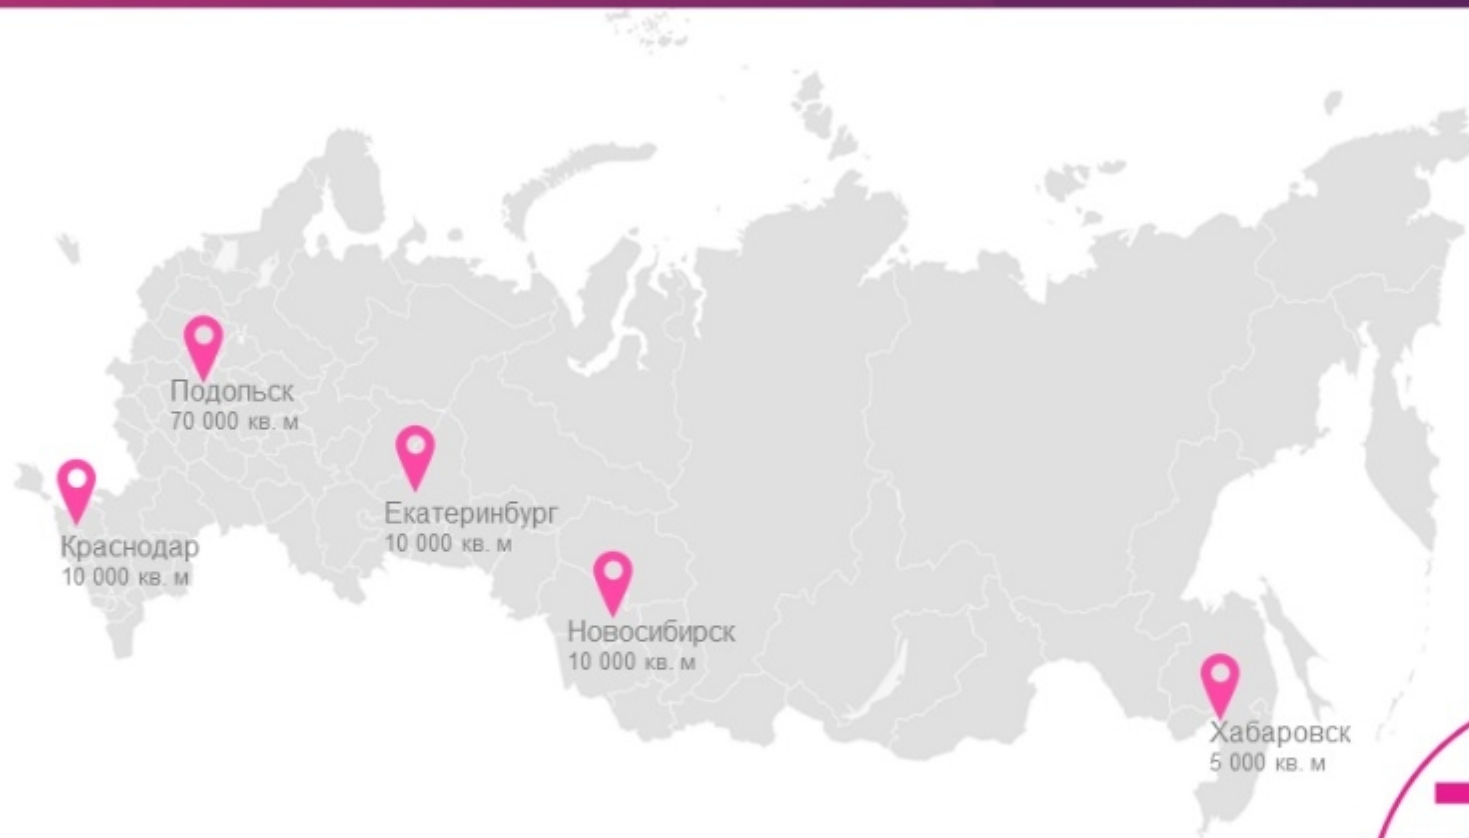 Подольск
70 000 кв. м
Екатеринбург
10 000 кв. м
Краснодар
10 000 кв. м
Новосибирск
10 000 кв. м
Хабаровск
5 000 кв. м